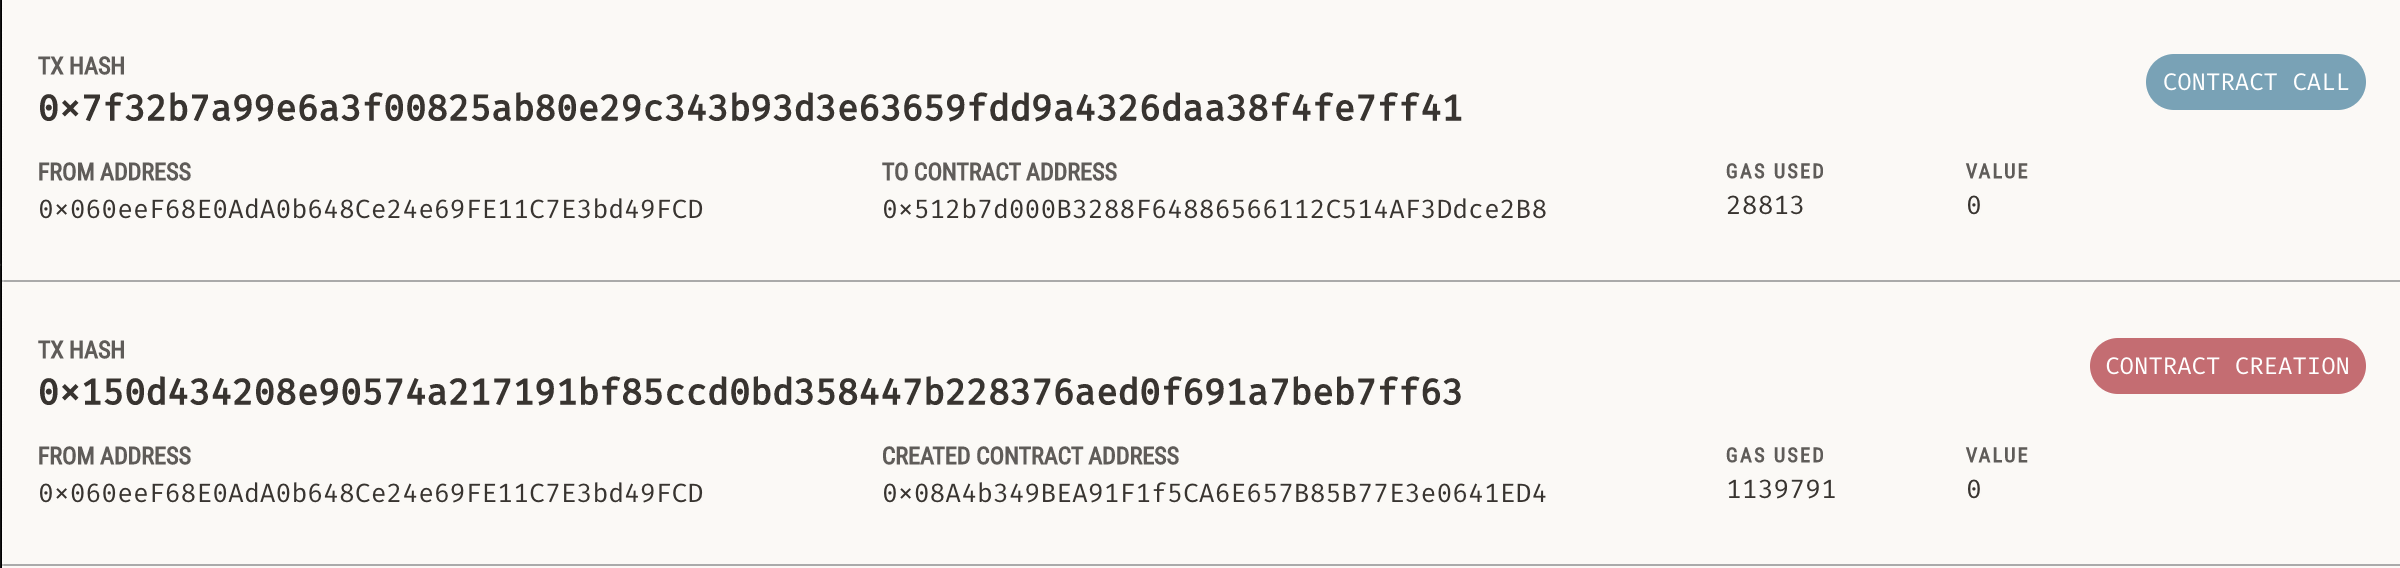 TX HASH
CONTRACT CALL
0×7f32b7a99e6a3f00825ab80e29c343b93d3e63659fdd9a4326daa38f4fe7ff41
FROM ADDRESS
TO CONTRACT ADDRESS
GAS USED
VALUE
0×060eeF68E0AdA0b648Ce24e69FE11C7E3bd49FCD
0×512b7d000B3288F64886566112C514AF3Ddce2B8
28813
0
TX HASH
CONTRACT CREATION
0×150d434208e90574a217191bf85ccd0bd358447b228376aed0f691a7beb7ff63
FROM ADDRESS
CREATED CONTRACT ADDRESS
GAS USED
VALUE
0×060eeF68E0AdA0b648Ce24e69FE11C7E3bd49FCD
0×08A4b349BEA91F1f5CA6E657B85B77E3e0641ED4
1139791
0